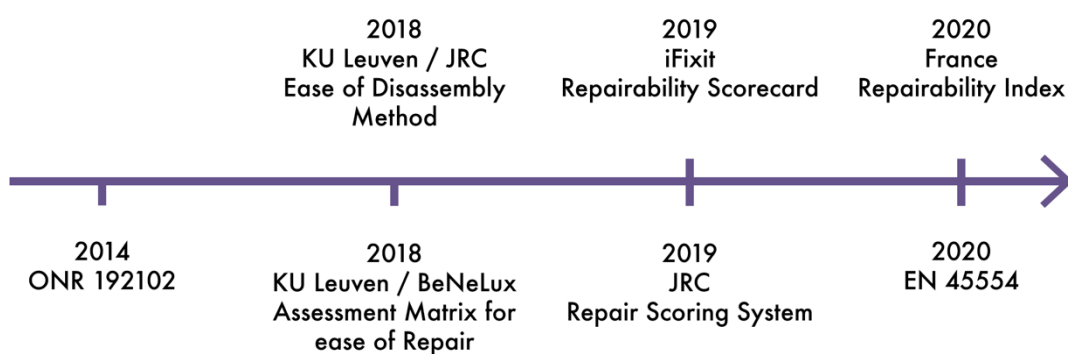 2018
KU Leuven / JRC
Ease of Disassembly
Method
2019
iFixit
Repairability Scorecard
2020
France
Repairability Index
2014
ONR 192102
2018
KU Leuven / BeNeLux
Assessment Matrix for
ease of Repair
2019
JRC
Repair Scoring System
2020
EN 45554